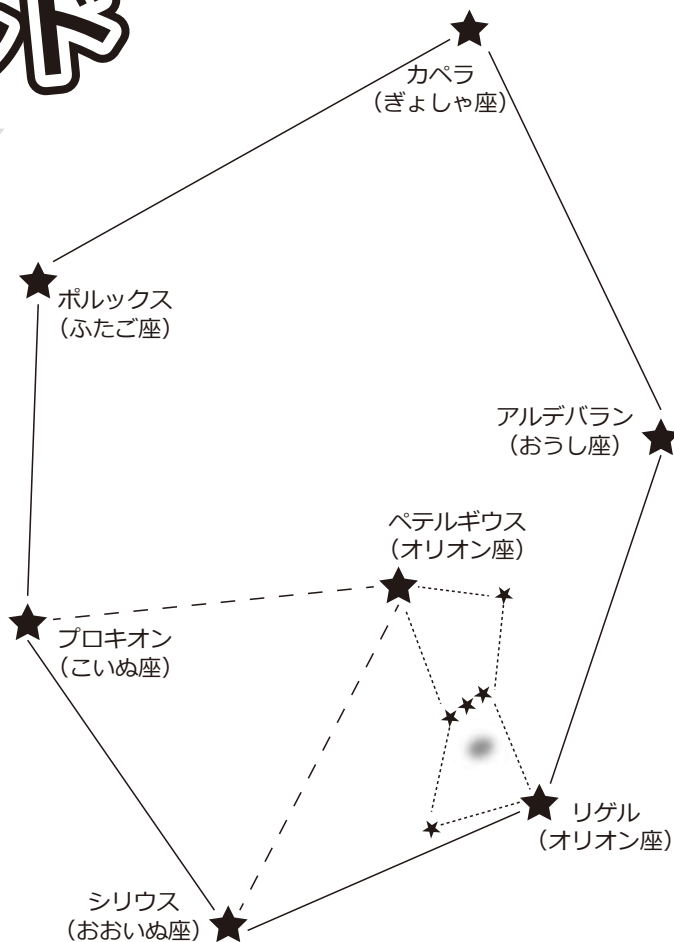 ド
カペラ
（ぎょしゃ座）
ポルックス
（ふたご座）
アルデバラン
（おうし座）
ペテルギウス
（オリオン座）
プロキオン
（こいぬ座）
リゲル
（オリオン座）
シリウス
（おおいぬ座）